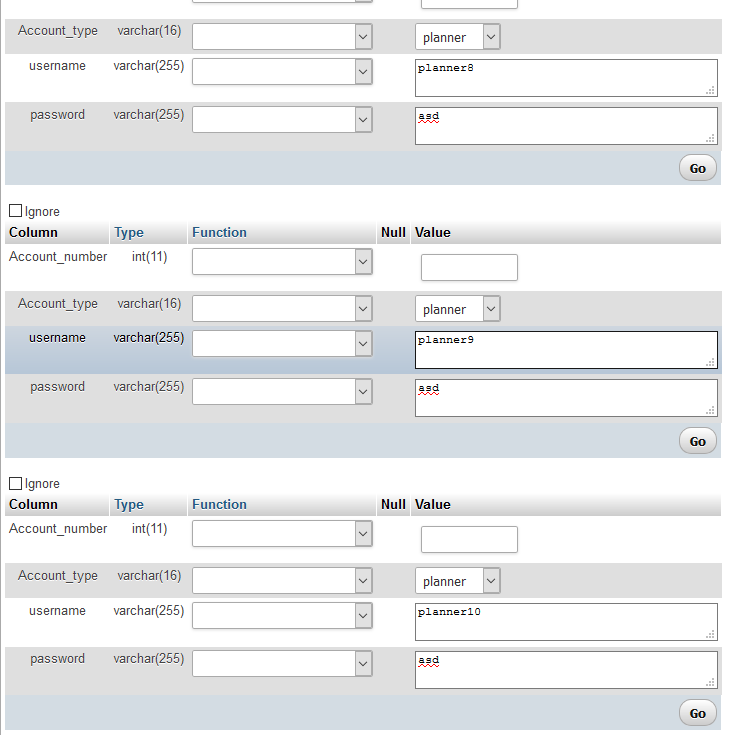 Account_type varchar(16) planner
username varchar(255) planner8
password varchar(255) asd
Go
Ignore
Column Type Function Null Value
Account_number int(11)
Account_type varchar(16) planner
username varchar(255) planner9
password varchar(255) asd
Go
Ignore
Column Type Function Null Value
Account_number int(11)
Account_type varchar(16) planner
username varchar(255) planner10
password varchar(255) asd
Go